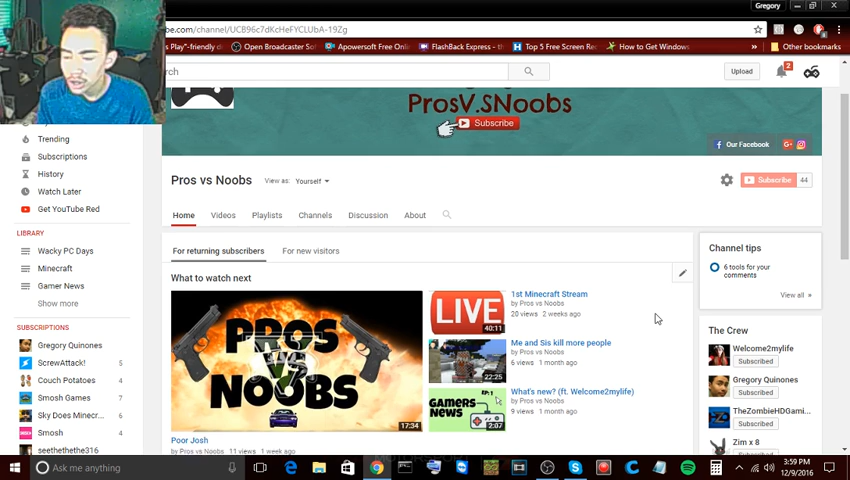 Gregory
be.com/channel/UCB96c7dKcHeFYCLUbA-19Zg
's Play"-friendly di
Open Broadcaster So
Apowersoft Free Onli
FlashBack Express - th
Top 5 Free Screen Re
How to Get Windows
Other bookmarks
rch
Upload
2
ProsV.SNoobs
Subscribe
Our Facebook
Trending
Subscriptions
History
Watch Later
Get YouTube Red
LIBRARY
Wacky PC Days
Minecraft
Gamer News
Show more
SUBSCRIPTIONS
Gregory Quinones
ScrewAttack! 5
Couch Potatoes 4
Smosh Games 7
Sky Does Minecr... 4
Smosh 4
seethethethe316
Pros vs Noobs
View as: Yourself
Subscribe 44
Home Videos Playlists Channels Discussion About
For returning subscribers For new visitors
What to watch next
PROS
VS
NOOBS
17:34
Poor Josh
by Pros vs Noobs 11 views 1 week ago
LIVE
40:11
1st Minecraft Stream
by Pros vs Noobs
20 views 2 weeks ago
22:25
Me and Sis kill more people
by Pros vs Noobs
6 views 1 month ago
EP: 1
GAMERS
NEWS
2:07
What's new? (ft. Welcome2mylife)
by Pros vs Noobs
9 views 1 month ago
Channel tips
6 tools for your
comments
View all »
The Crew
Welcome2mylife
Subscribed
Gregory Quinones
Subscribed
TheZombieHDGami...
Subscribed
Zim x 8
Subscribed
Ask me anything
3:59 PM
12/9/2016